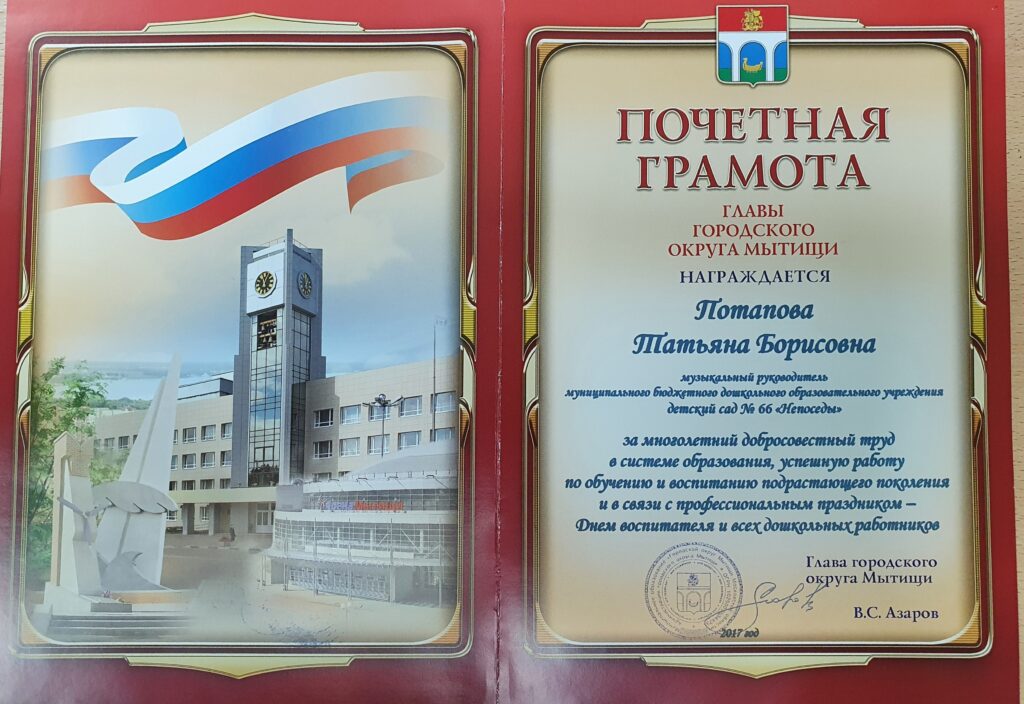 Арена Мытищи
ПОЧЕТНАЯ
ГРАМОТА
ГЛАВЫ
ГОРОДСКОГО
ОКРУГА МЫТИЩИ
НАГРАЖДАЕТСЯ
Потапова
Татьяна Борисовна
музыкальный руководитель
муниципального бюджетного дошкольного образовательного учреждения
детский сад № 66 «Непоседы»
за многолетний добросовестный труд
в системе образования, успешную работу
по обучению и воспитанию подрастающего поколения
и в связи с профессиональным праздником –
Днем воспитателя и всех дошкольных работников
Глава городского
округа Мытищи
В.С. Азаров
2017 год